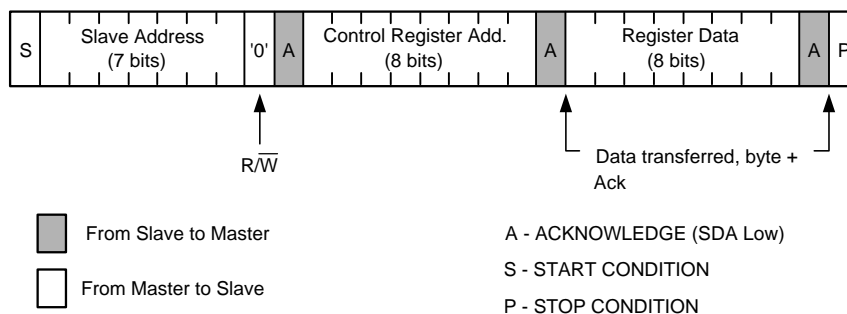 S Slave Address (7 bits) '0' A Control Register Add. (8 bits) A Register Data (8 bits) A P
R/W̅
Data transferred, byte +
Ack
From Slave to Master
A - ACKNOWLEDGE (SDA Low)
S - START CONDITION
From Master to Slave
P - STOP CONDITION